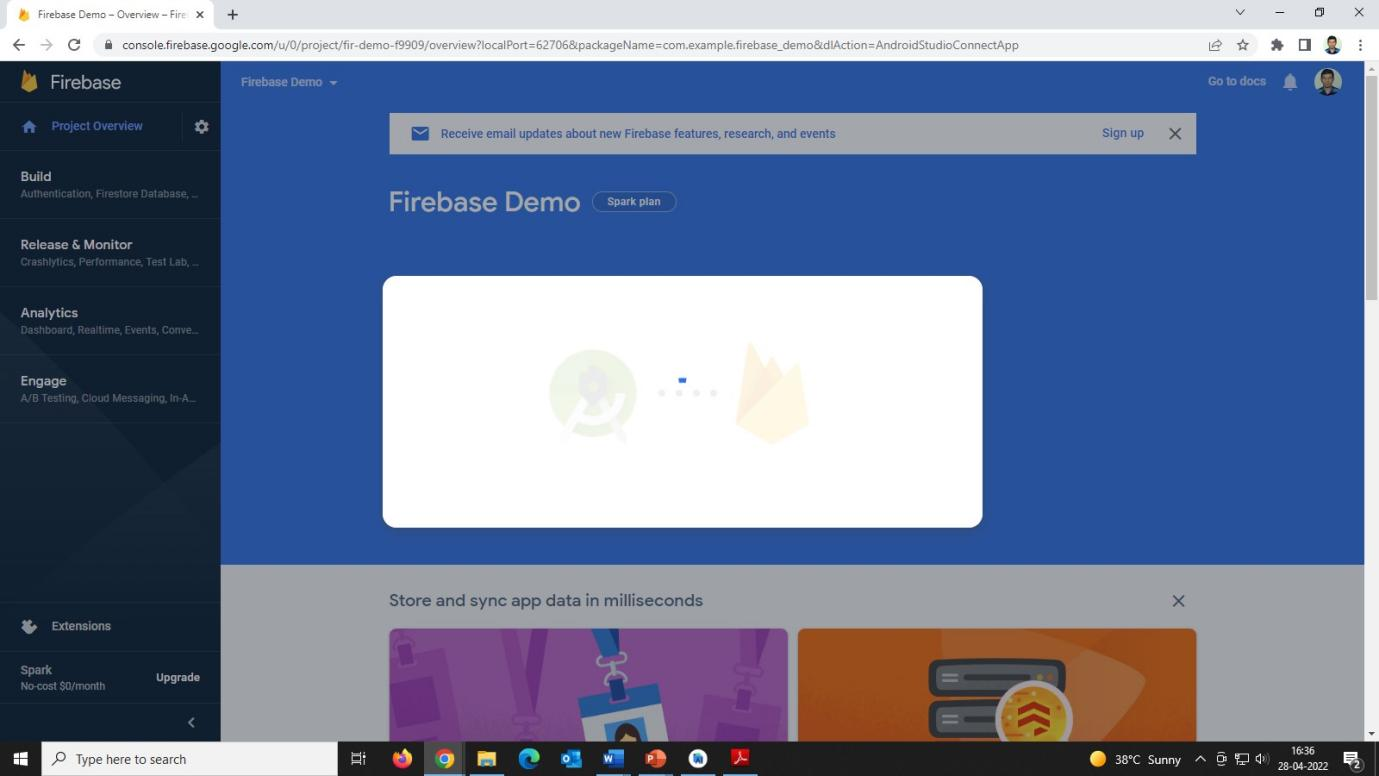 Firebase Demo – Overview – Fire
console.firebase.google.com/u/0/project/fir-demo-f9909/overview?localPort=62706&packageName=com.example.firebase_demo&dlAction=AndroidStudioConnectApp
Firebase
Firebase Demo
Go to docs
Project Overview
Receive email updates about new Firebase features, research, and events
Sign up
Build
Authentication, Firestore Database, ...
Firebase Demo
Spark plan
Release & Monitor
Crashlytics, Performance, Test Lab, ...
Analytics
Dashboard, Realtime, Events, Conve...
Engage
A/B Testing, Cloud Messaging, In-A...
Store and sync app data in milliseconds
Extensions
Spark
No-cost $0/month
Upgrade
Type here to search
38°C Sunny
16:36
28-04-2022
2